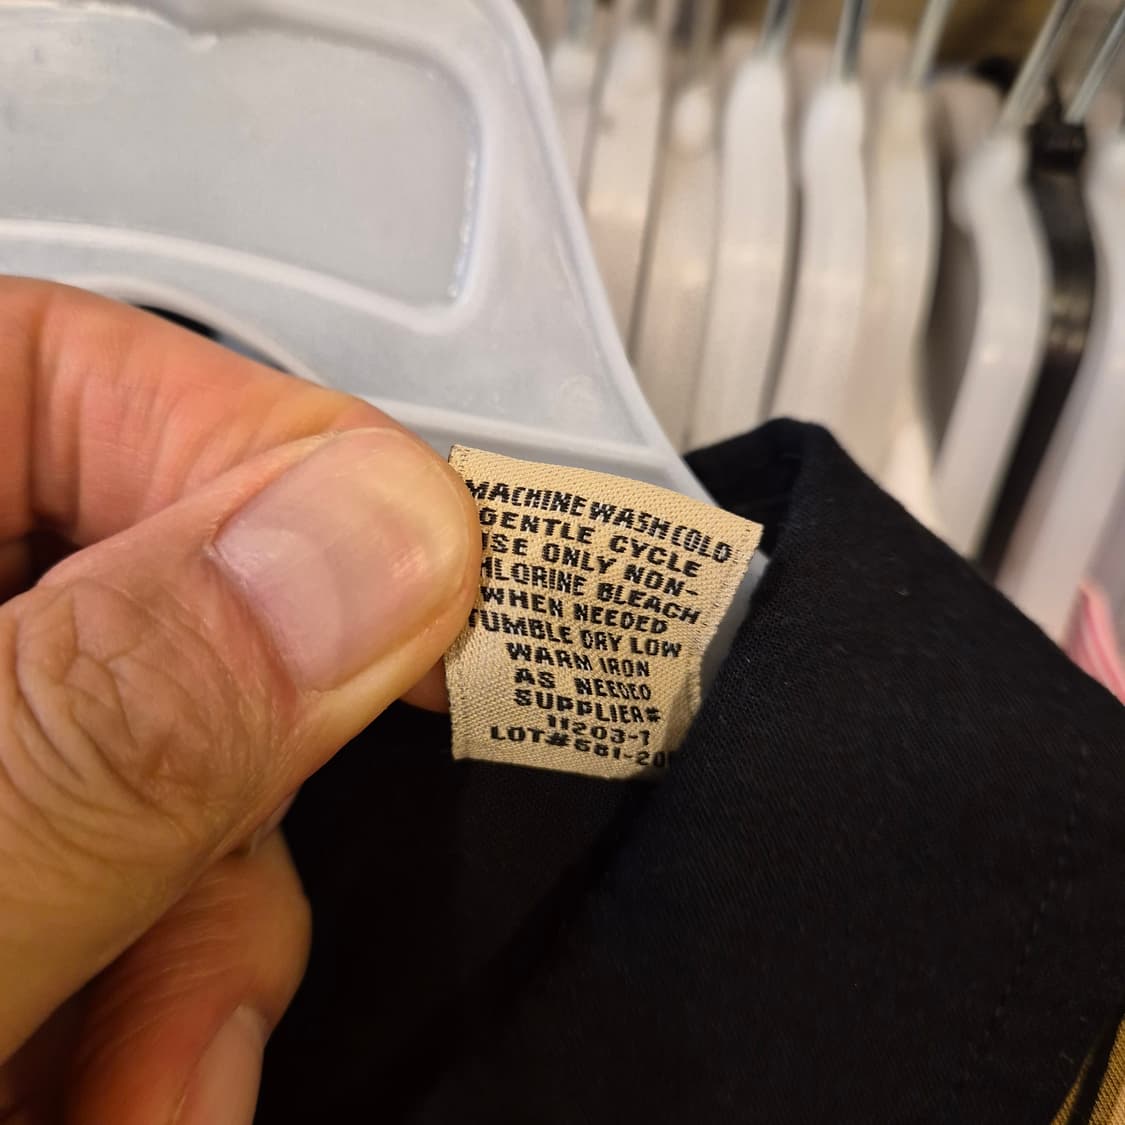 MACHINE WASH COLD
GENTLE CYCLE
USE ONLY NON-
CHLORINE BLEACH
WHEN NEEDED
TUMBLE DRY LOW
WARM IRON
AS NEEDED
SUPPLIER#
11203-1